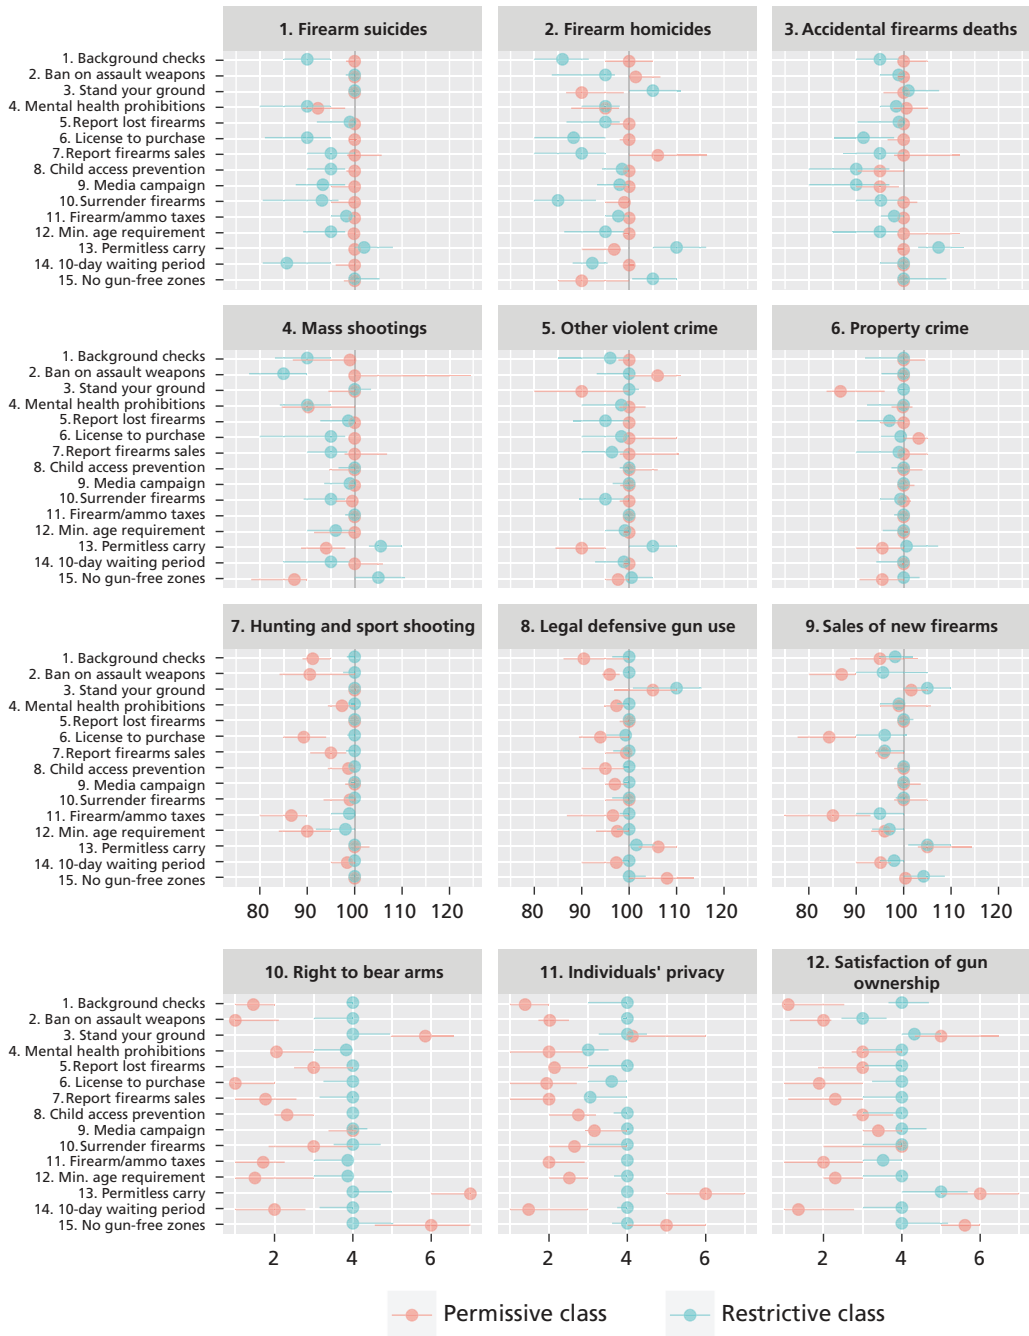 1. Firearm suicides
2. Firearm homicides
3. Accidental firearms deaths
1. Background checks
2. Ban on assault weapons
3. Stand your ground
4. Mental health prohibitions
5. Report lost firearms
6. License to purchase
7. Report firearms sales
8. Child access prevention
9. Media campaign
10. Surrender firearms
11. Firearm/ammo taxes
12. Min. age requirement
13. Permitless carry
14. 10-day waiting period
15. No gun-free zones
4. Mass shootings
5. Other violent crime
6. Property crime
1. Background checks
2. Ban on assault weapons
3. Stand your ground
4. Mental health prohibitions
5. Report lost firearms
6. License to purchase
7. Report firearms sales
8. Child access prevention
9. Media campaign
10. Surrender firearms
11. Firearm/ammo taxes
12. Min. age requirement
13. Permitless carry
14. 10-day waiting period
15. No gun-free zones
7. Hunting and sport shooting
8. Legal defensive gun use
9. Sales of new firearms
1. Background checks
2. Ban on assault weapons
3. Stand your ground
4. Mental health prohibitions
5. Report lost firearms
6. License to purchase
7. Report firearms sales
8. Child access prevention
9. Media campaign
10. Surrender firearms
11. Firearm/ammo taxes
12. Min. age requirement
13. Permitless carry
14. 10-day waiting period
15. No gun-free zones
80 90 100 110 120
80 90 100 110 120
80 90 100 110 120
10. Right to bear arms
11. Individuals' privacy
12. Satisfaction of gun
ownership
1. Background checks
2. Ban on assault weapons
3. Stand your ground
4. Mental health prohibitions
5. Report lost firearms
6. License to purchase
7. Report firearms sales
8. Child access prevention
9. Media campaign
10. Surrender firearms
11. Firearm/ammo taxes
12. Min. age requirement
13. Permitless carry
14. 10-day waiting period
15. No gun-free zones
2 4 6
2 4 6
2 4 6
Permissive class
Restrictive class